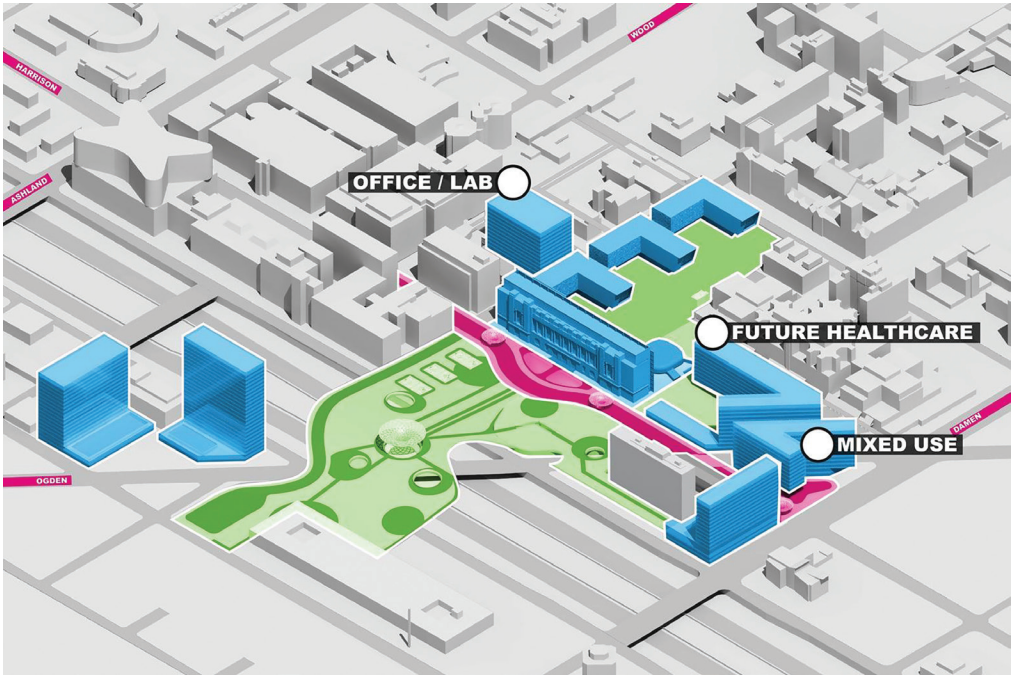 WOOD
HARRISON
ASHLAND
OFFICE / LAB
FUTURE HEALTHCARE
DAMEN
MIXED USE
OGDEN